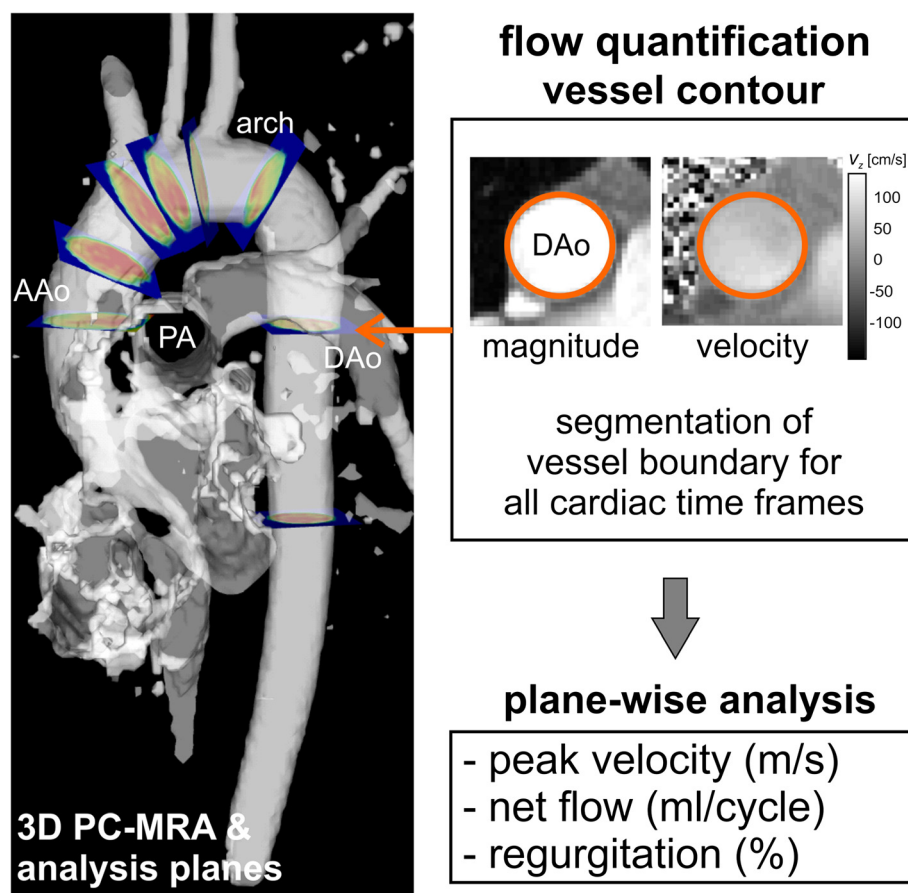 arch
AAo
PA
DAo
3D PC-MRA &
analysis planes
flow quantification
vessel contour
Vz [cm/s]
100
50
0
-50
-100
DAo
magnitude
velocity
segmentation of
vessel boundary for
all cardiac time frames
plane-wise analysis
- peak velocity (m/s)
- net flow (ml/cycle)
- regurgitation (%)